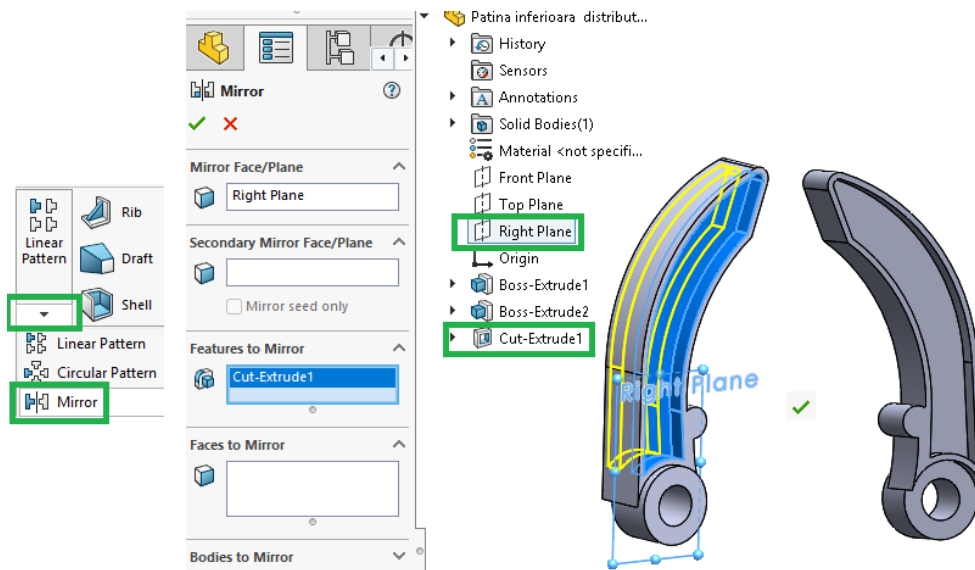 Linear
Pattern
Rib
Draft
Shell
Linear Pattern
Circular Pattern
Mirror
Mirror
Mirror Face/Plane
Right Plane
Secondary Mirror Face/Plane
Mirror seed only
Features to Mirror
Cut-Extrude1
Faces to Mirror
Bodies to Mirror
Patina inferioara distribut...
History
Sensors
Annotations
Solid Bodies(1)
Material <not specifi...
Front Plane
Top Plane
Right Plane
Origin
Boss-Extrude1
Boss-Extrude2
Cut-Extrude1
Right Plane